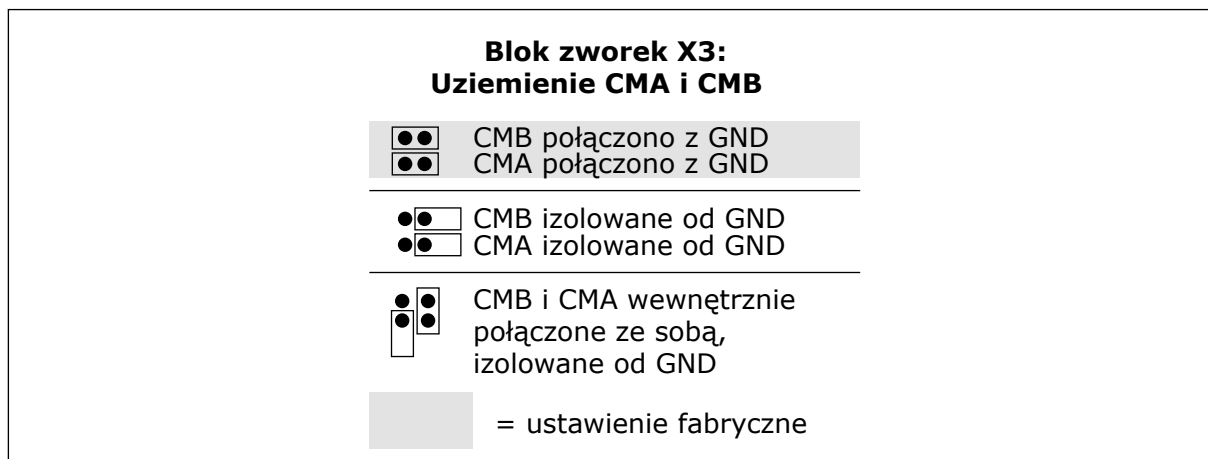 Blok zworek X3:
Uziemienie CMA i CMB
CMB połączono z GND
CMA połączono z GND
CMB izolowane od GND
CMA izolowane od GND
CMB i CMA wewnętrznie
połączone ze sobą,
izolowane od GND
= ustawienie fabryczne